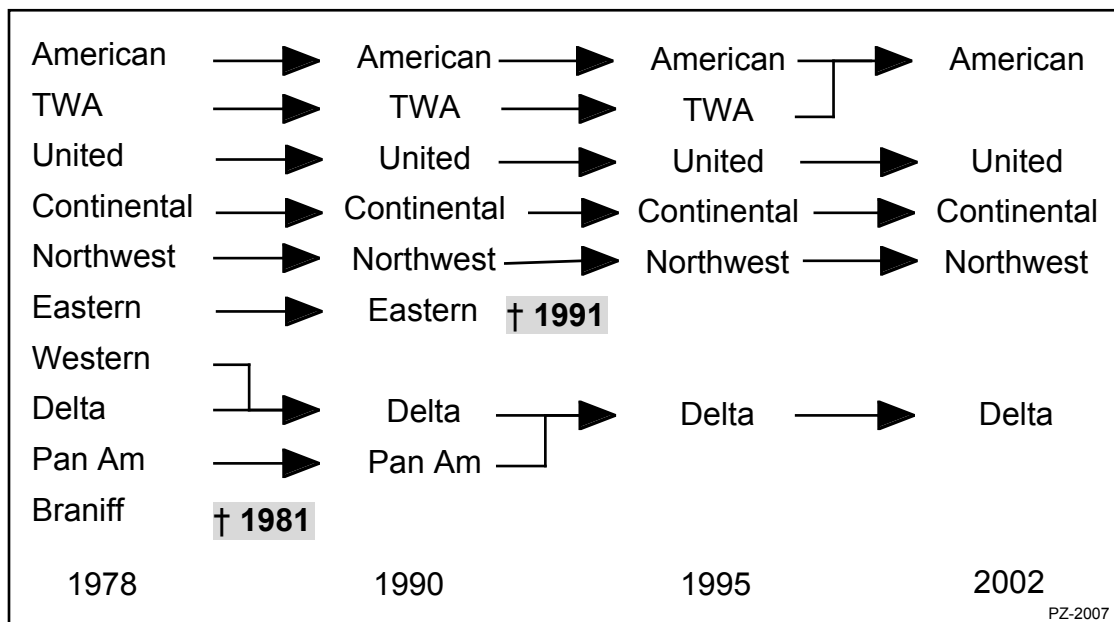 American American American American
TWA TWA TWA
United United United United
Continental Continental Continental Continental
Northwest Northwest Northwest Northwest
Eastern Eastern † 1991
Western
Delta Delta Delta Delta
Pan Am Pan Am
Braniff † 1981
1978 1990 1995 2002
PZ-2007